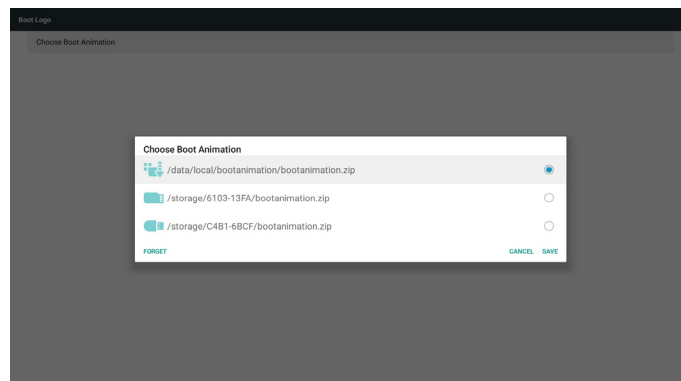 Boot Logo
Choose Boot Animation
Choose Boot Animation
/data/local/bootanimation/bootanimation.zip
/storage/6103-13FA/bootanimation.zip
/storage/C4B1-6BCF/bootanimation.zip
FORGET CANCEL SAVE